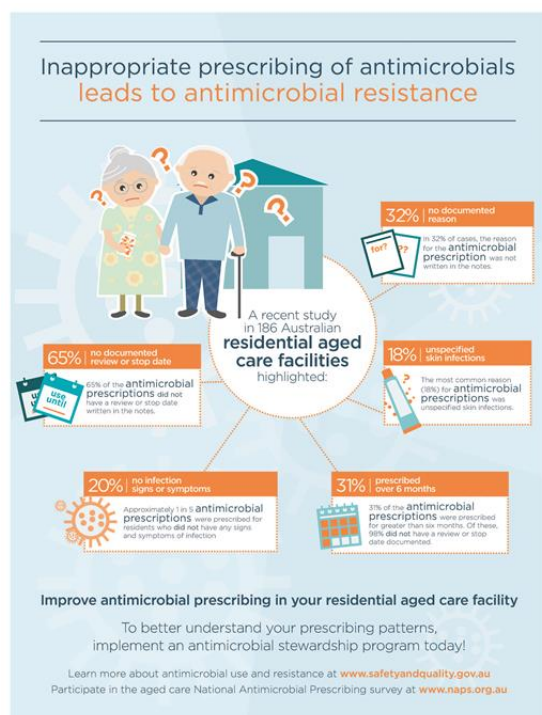 Inappropriate prescribing of antimicrobials
leads to antimicrobial resistance
32% | no documented
reason
for?
??
In 32% of cases, the reason
for the antimicrobial
prescription was not
written in the notes.
A recent study
in 186 Australian
residential aged
care facilities
highlighted:
65% | no documented
review or stop date
use
until
65% of the antimicrobial
prescriptions did not
have a review or stop date
written in the notes.
18% | unspecified
skin infections
The most common reason
(18%) for antimicrobial
prescriptions was
unspecified skin infections.
20% | no infection
signs or symptoms
Approximately 1 in 5 antimicrobial
prescriptions were prescribed for
residents who did not have any signs
and symptoms of infection
31% | prescribed
over 6 months
31% of the antimicrobial
prescriptions were prescribed
for greater than six months. Of these,
98% did not have a review or stop
date documented.
Improve antimicrobial prescribing in your residential aged care facility
To better understand your prescribing patterns,
implement an antimicrobial stewardship program today!
Learn more about antimicrobial use and resistance at www.safetyandquality.gov.au
Participate in the aged care National Antimicrobial Prescribing survey at www.naps.org.au